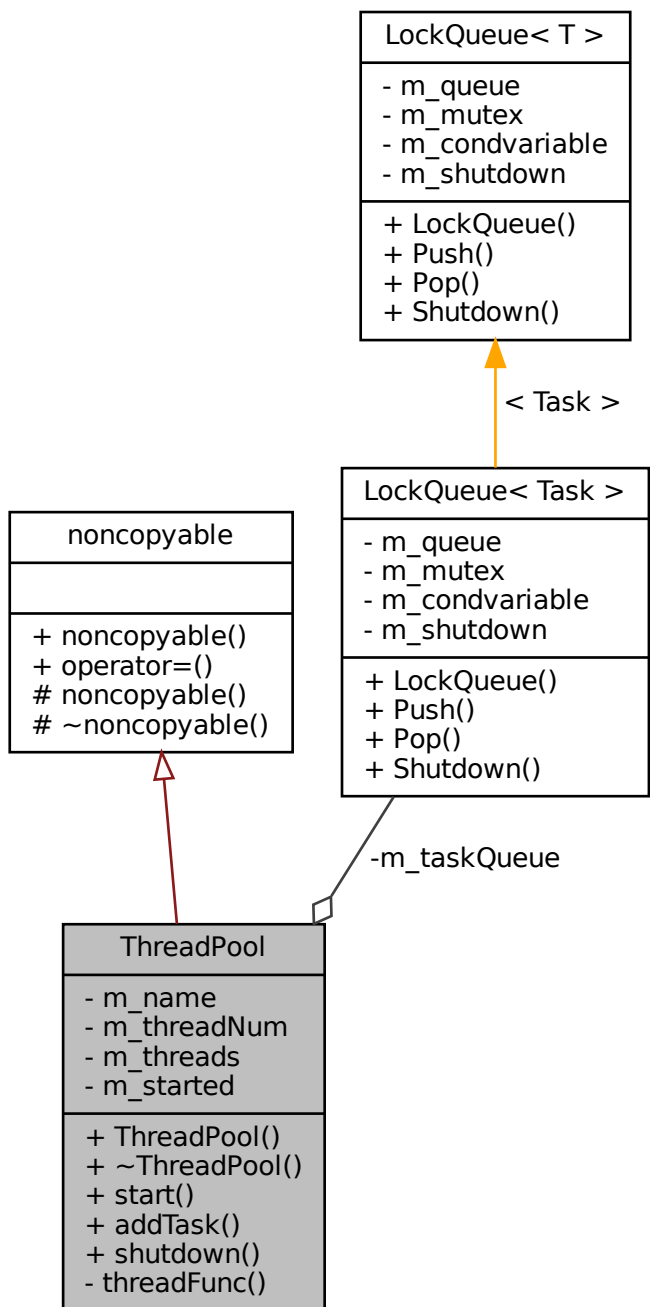 LockQueue< T >
- m_queue
- m_mutex
- m_condvariable
- m_shutdown
+ LockQueue()
+ Push()
+ Pop()
+ Shutdown()
< Task >
LockQueue< Task >
- m_queue
- m_mutex
- m_condvariable
- m_shutdown
+ LockQueue()
+ Push()
+ Pop()
+ Shutdown()
noncopyable
+ noncopyable()
+ operator=()
# noncopyable()
# ~noncopyable()
-m_taskQueue
ThreadPool
- m_name
- m_threadNum
- m_threads
- m_started
+ ThreadPool()
+ ~ThreadPool()
+ start()
+ addTask()
+ shutdown()
- threadFunc()